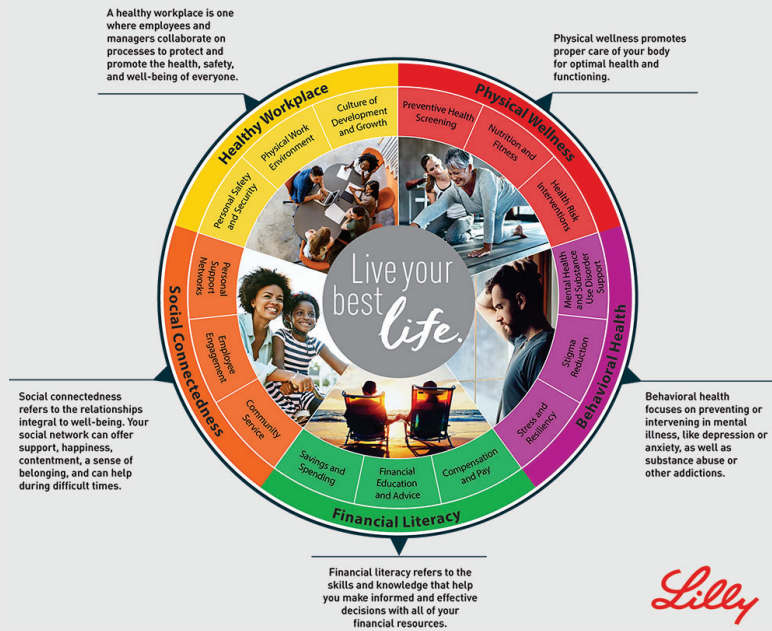 A healthy workplace is one
where employees and
managers collaborate on
processes to protect and
promote the health, safety,
and well-being of everyone.
Physical wellness promotes
proper care of your body
for optimal health and
functioning.
Healthy Workplace
Personal Safety
and Security
Physical Work
Environment
Culture of
Development
and Growth
Physical Wellness
Preventive Health
Screening
Nutrition and
Fitness
Health Risk
Interventions
Behavioral Health
Mental Health
and Substance
Use Disorder
Support
Stigma
Reduction
Stress and
Resiliency
Financial Literacy
Compensation
and Pay
Financial
Education
and Advice
Savings and
Spending
Social Connectedness
Community
Service
Employee
Engagement
Personal
Support
Networks
Live your
best
life.
Social connectedness
refers to the relationships
integral to well-being. Your
social network can offer
support, happiness,
contentment, a sense of
belonging, and can help
during difficult times.
Behavioral health
focuses on preventing or
intervening in mental
illness, like depression or
anxiety, as well as
substance abuse or
other addictions.
Financial literacy refers to the
skills and knowledge that help
you make informed and effective
decisions with all of your
financial resources.
Lilly